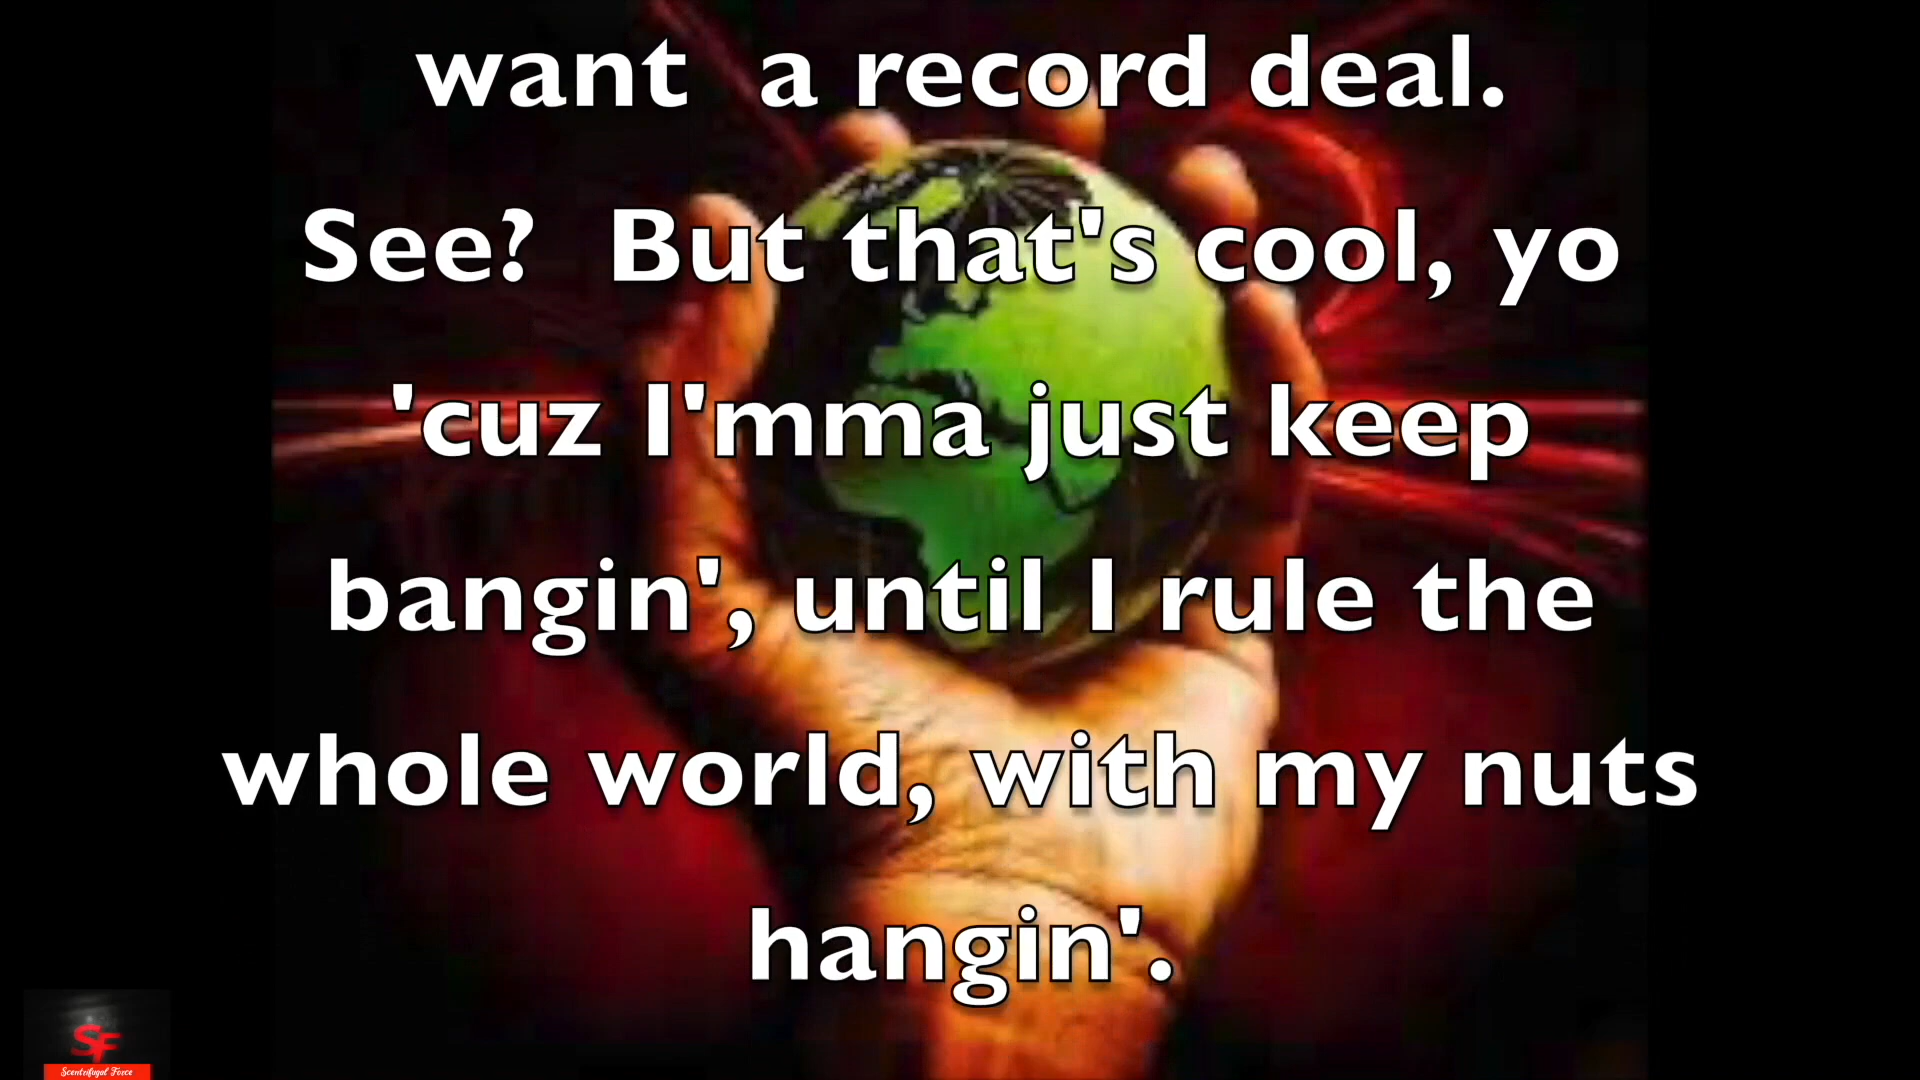 want  a record deal.
See?  But that's cool, yo
'cuz I'mma just keep
bangin', until I rule the
whole world, with my nuts
hangin'.
SF
Scentrifugal Force